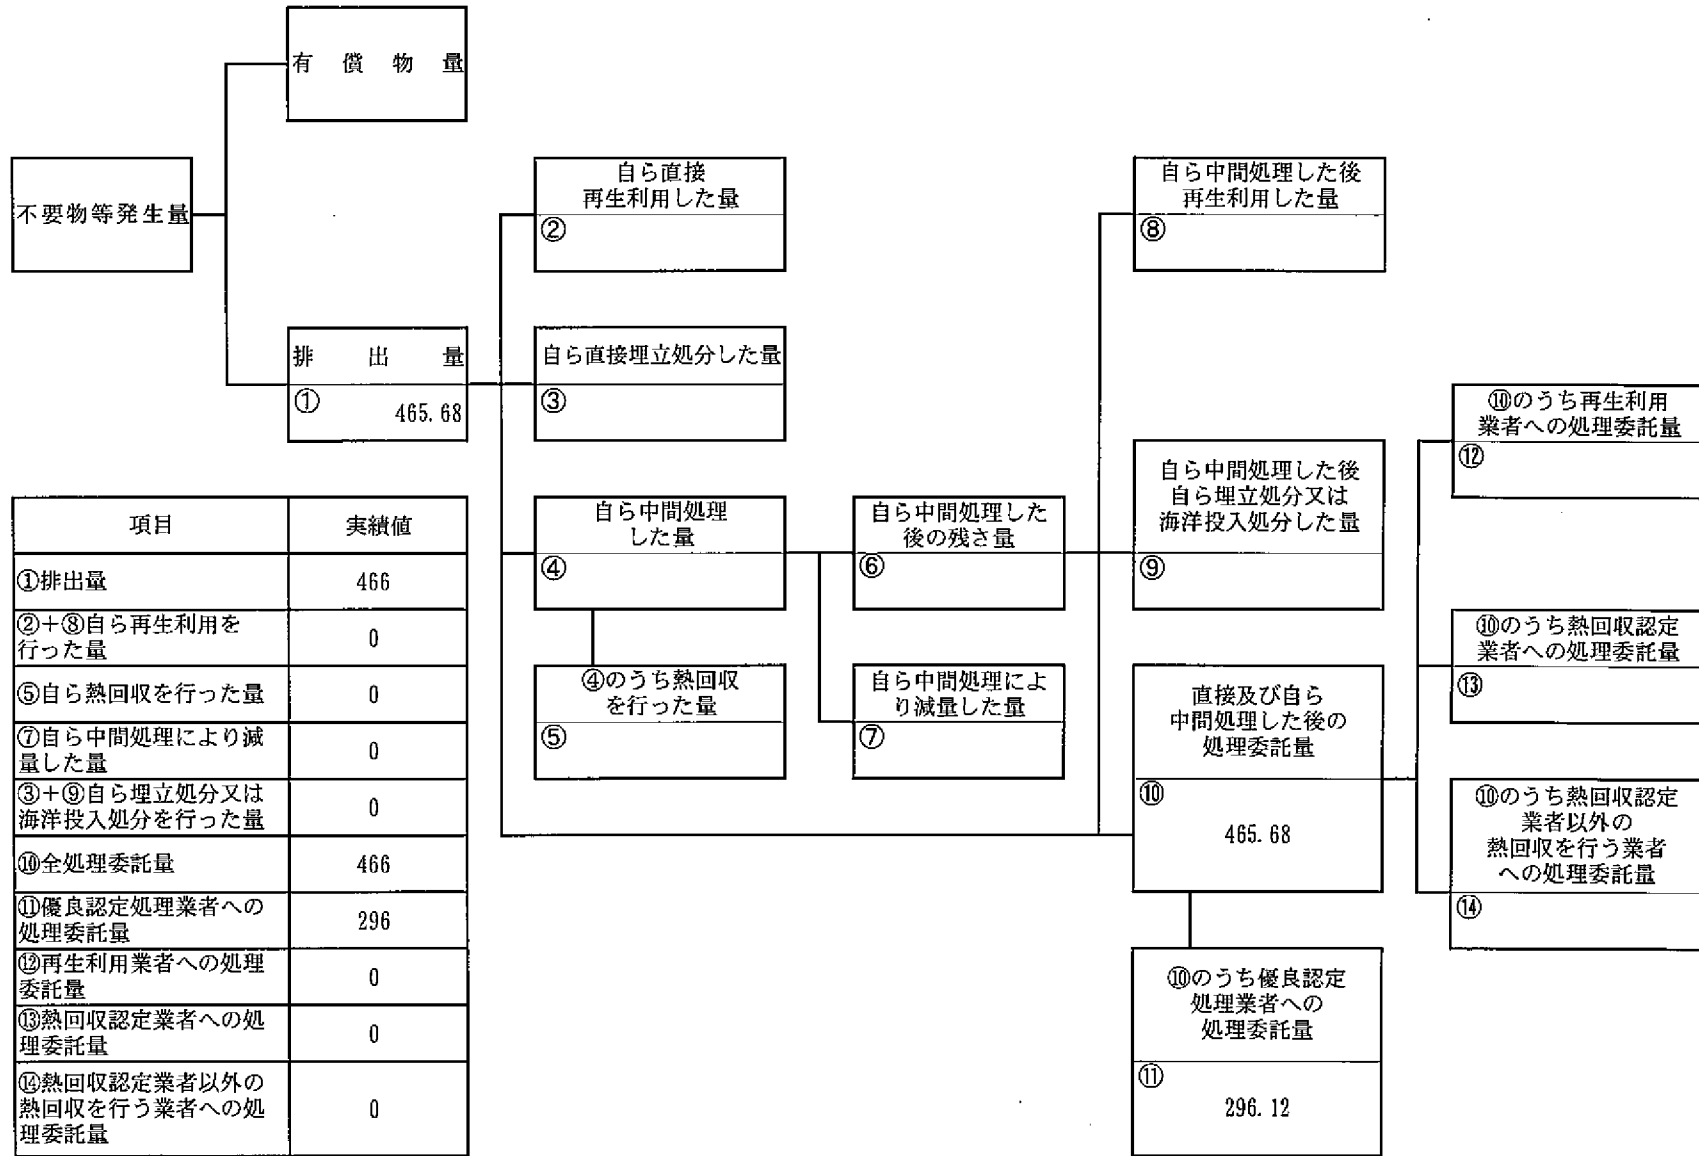 有償物量
不要物等発生量
排出量
①
465.68
自ら直接
再生利用した量
②
自ら直接埋立処分した量
③
自ら中間処理
した量
④
④のうち熱回収
を行った量
⑤
自ら中間処理した
後の残さ量
⑥
自ら中間処理によ
り減量した量
⑦
自ら中間処理した後
再生利用した量
⑧
自ら中間処理した後
自ら埋立処分又は
海洋投入処分した量
⑨
直接及び自ら
中間処理した後の
処理委託量
⑩
465.68
⑩のうち優良認定
処理業者への
処理委託量
⑪
296.12
⑩のうち再生利用
業者への処理委託量
⑫
⑩のうち熱回収認定
業者への処理委託量
⑬
⑩のうち熱回収認定
業者以外の
熱回収を行う業者
への処理委託量
⑭
項目 実績値
①排出量 466
②+⑧自ら再生利用を
行った量 0
⑤自ら熱回収を行った量 0
⑦自ら中間処理により減
量した量 0
③+⑨自ら埋立処分又は
海洋投入処分を行った量 0
⑩全処理委託量 466
⑪優良認定処理業者への
処理委託量 296
⑫再生利用業者への処理
委託量 0
⑬熱回収認定業者への処
理委託量 0
⑭熱回収認定業者以外の
熱回収を行う業者への処
理委託量 0